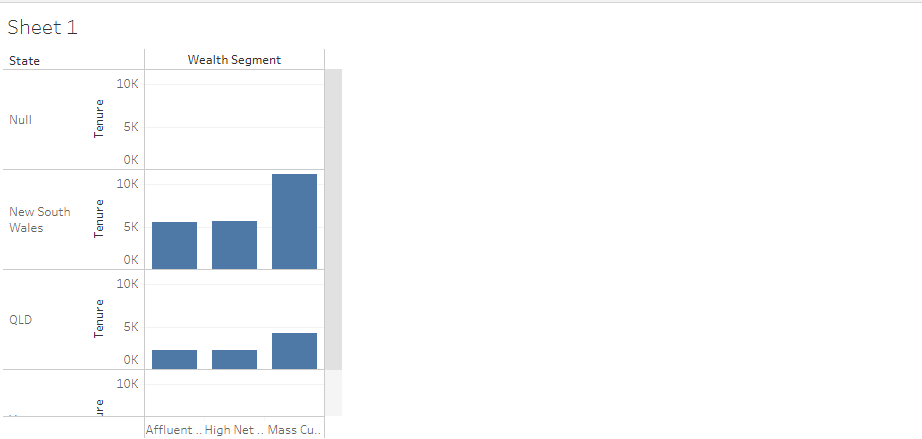 Sheet 1
State
Wealth Segment
Null
Tenure
10K
5K
0K
New South
Wales
Tenure
10K
5K
0K
QLD
Tenure
10K
5K
0K
10K
Affluent .. High Net .. Mass Cu..